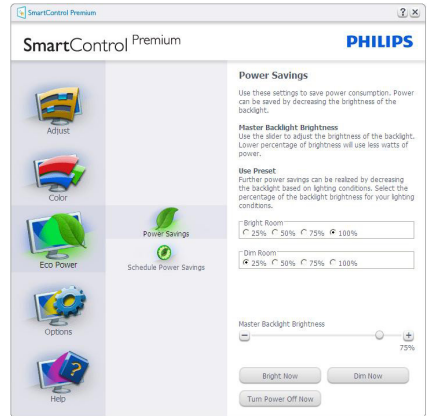 SmartControl Premium
? ×
SmartControl Premium
PHILIPS
Adjust
Color
Eco Power
Options
Help
Power Savings
Schedule Power Savings
Power Savings
Use these settings to save power consumption. Power
can be saved by decreasing the brightness of the
backlight.
Master Backlight Brightness
Use the slider to adjust the brightness of the backlight.
Lower percentage of brightness will use less watts of
power.
Use Preset
Further power savings can be realized by decreasing
the backlight based on lighting conditions. Select the
percentage of the backlight brightness for your lighting
conditions.
Bright Room
25% 50% 75% 100%
Dim Room
25% 50% 75% 100%
Master Backlight Brightness
− +
75%
Bright Now Dim Now
Turn Power Off Now